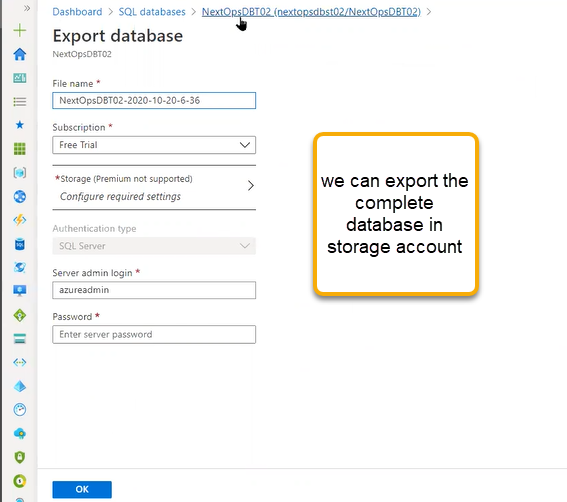 Dashboard > SQL databases > NextOpsDBT02 (nextopsdbst02/NextOpsDBT02) >
Export database
NextOpsDBT02
File name *
NextOpsDBT02-2020-10-20-6-36
Subscription *
Free Trial
*Storage (Premium not supported)
Configure required settings
Authentication type
SQL Server
Server admin login *
azureadmin
Password *
Enter server password
OK
we can export the
complete
database in
storage account